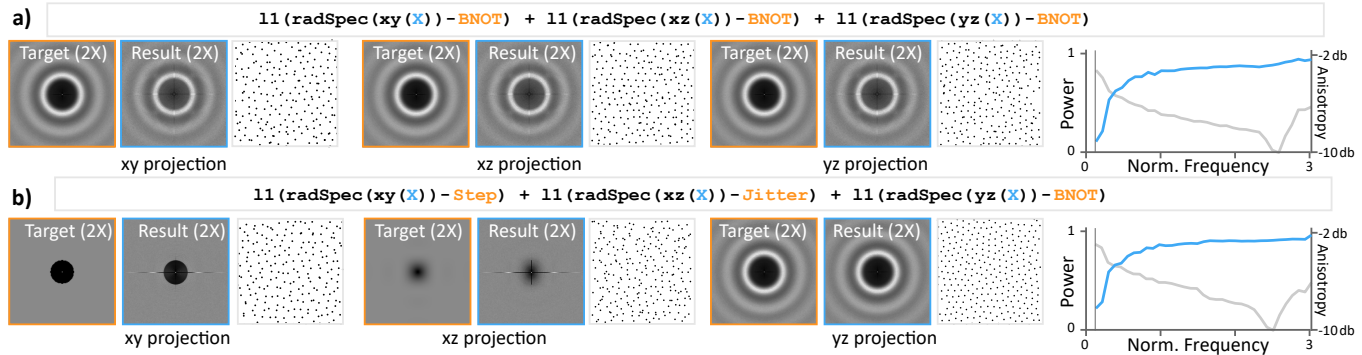 a)
l1(radSpec(xy(X))-BNOT) + l1(radSpec(xz(X))-BNOT) + l1(radSpec(yz(X))-BNOT)
Target (2X)
Result (2X)
xy projection
Target (2X)
Result (2X)
xz projection
Target (2X)
Result (2X)
yz projection
1
Power
0
0
Norm. Frequency
3
-2 db
Anisotropy
-10 db
b)
l1(radSpec(xy(X))-Step) + l1(radSpec(xz(X))-Jitter) + l1(radSpec(yz(X))-BNOT)
Target (2X)
Result (2X)
xy projection
Target (2X)
Result (2X)
xz projection
Target (2X)
Result (2X)
yz projection
1
Power
0
0
Norm. Frequency
3
-2 db
Anisotropy
-10 db